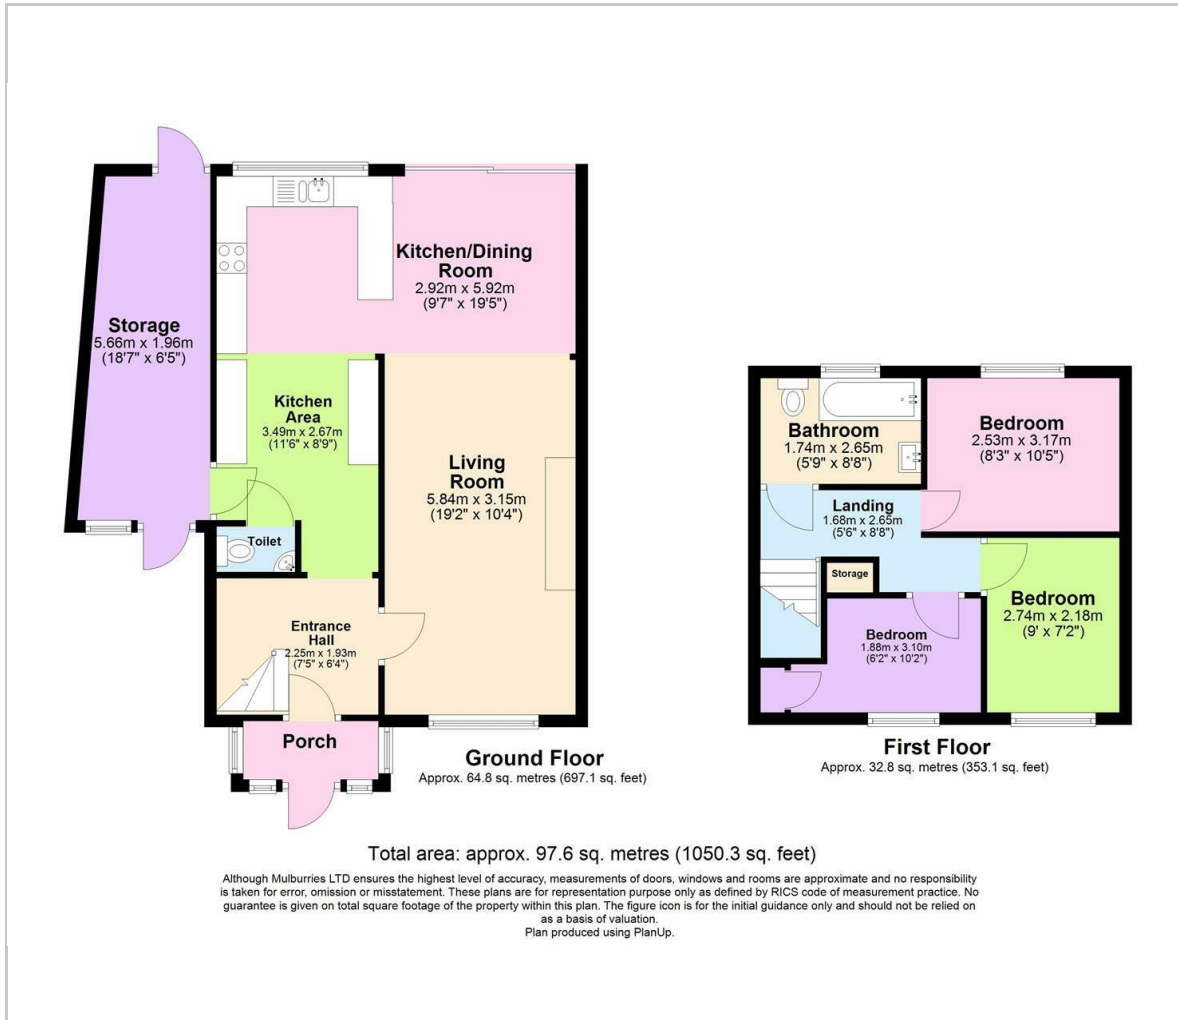 Kitchen/Dining
Room
2.92m x 5.92m
(9'7" x 19'5")
Storage
5.66m x 1.96m
(18'7" x 6'5")
Kitchen
Area
3.49m x 2.67m
(11'6" x 8'9")
Living
Room
5.84m x 3.15m
(19'2" x 10'4")
Toilet
Entrance
Hall
2.25m x 1.93m
(7'5" x 6'4")
Porch
Ground Floor
Approx. 64.8 sq. metres (697.1 sq. feet)
Bathroom
1.74m x 2.65m
(5'9" x 8'8")
Bedroom
2.53m x 3.17m
(8'3" x 10'5")
Landing
1.68m x 2.65m
(5'6" x 8'8")
Storage
Bedroom
2.74m x 2.18m
(9' x 7'2")
Bedroom
1.88m x 3.10m
(6'2" x 10'2")
First Floor
Approx. 32.8 sq. metres (353.1 sq. feet)
Total area: approx. 97.6 sq. metres (1050.3 sq. feet)
Although Mulburries LTD ensures the highest level of accuracy, measurements of doors, windows and rooms are approximate and no responsibility
is taken for error, omission or misstatement. These plans are for representation purpose only as defined by RICS code of measurement practice. No
guarantee is given on total square footage of the property within this plan. The figure icon is for the initial guidance only and should not be relied on
as a basis of valuation.
Plan produced using PlanUp.